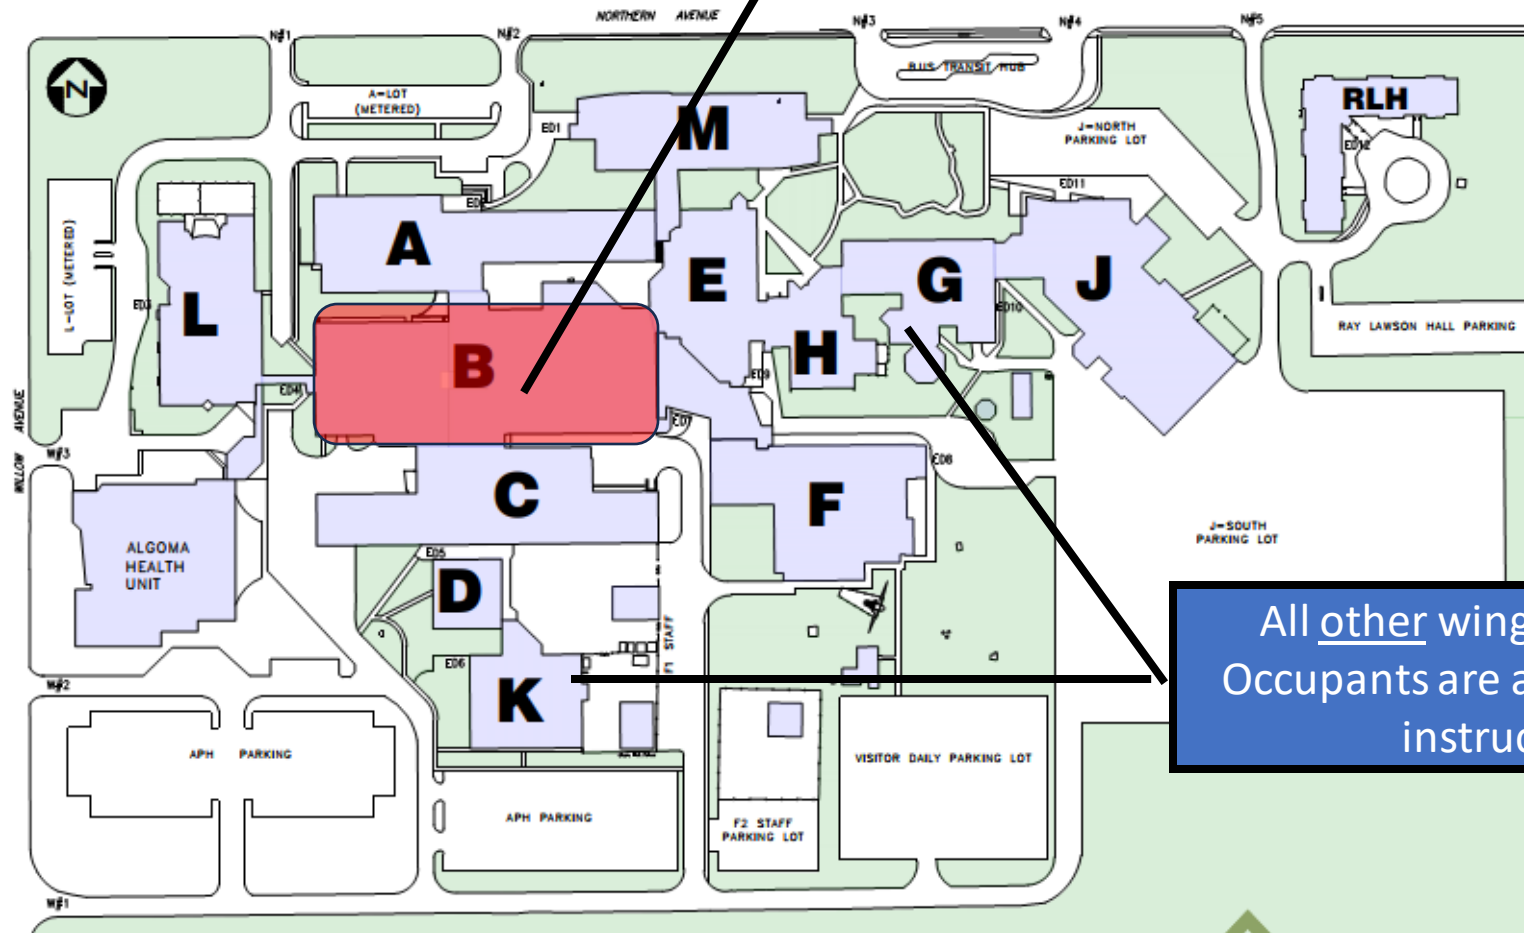 NORTHERN AVENUE
N#1
N#2
N#3
N#4
N#5
BUS TRANSIT HUB
A-LOT
(METERED)
M
ED1
J-NORTH
PARKING LOT
RLH
ED12
ED11
ED2
A
E
G
J
L-LOT (METERED)
ED3
L
ED10
RAY LAWSON HALL PARKING
B
H
ED9
ED4
ED7
WILLOW AVENUE
W#3
ED8
C
F
J-SOUTH
PARKING LOT
ALGOMA
HEALTH
UNIT
ED5
D
F1 STAFF
ED6
K
W#2
All other wing
Occupants are a
instruc
APH PARKING
VISITOR DAILY PARKING LOT
APH PARKING
F2 STAFF
PARKING LOT
W#1
N